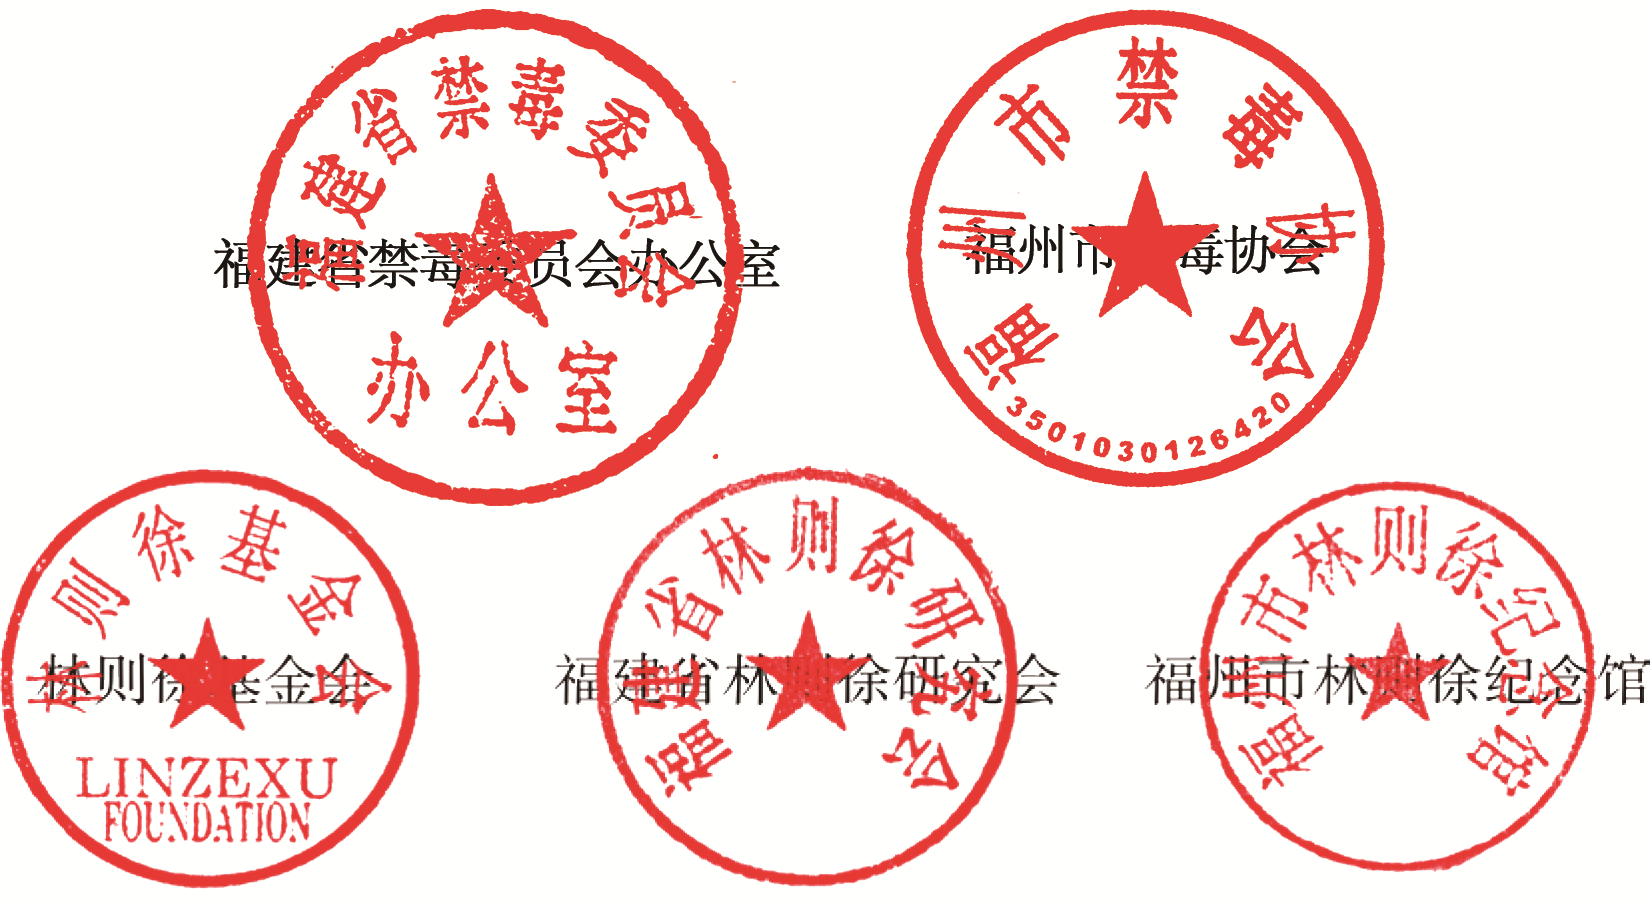 福建省禁毒委员会
福建省禁毒委员会办公室
办公室
福州市禁毒协会
福州市禁毒协会
3501030126420
林则徐基金会
林则徐基金会
LINZEXU
FOUNDATION
福建省林则徐研究会
福建省林则徐研究会
福州市林则徐纪念馆
福州市林则徐纪念馆